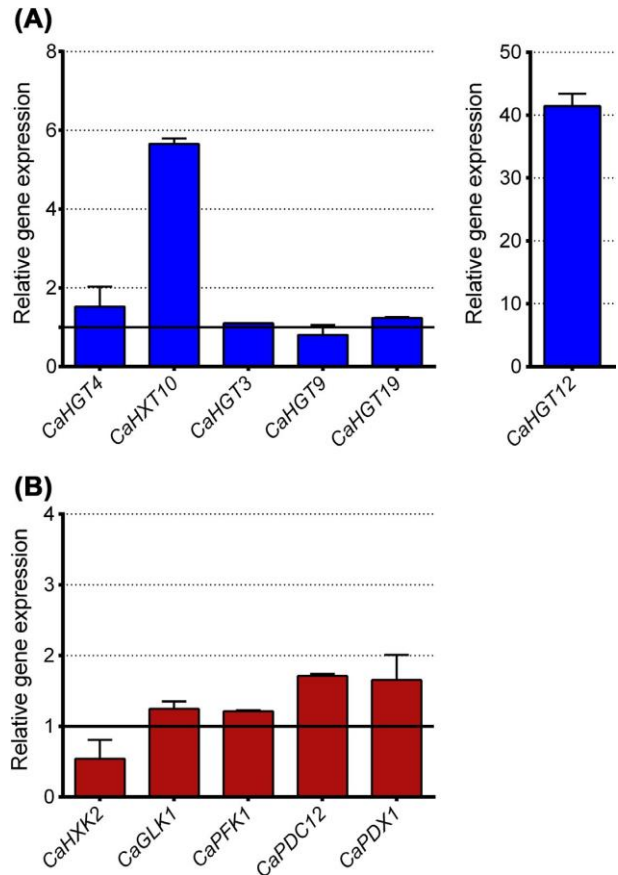 (A)
Relative gene expression
8
6
4
2
0
CaHGT4
CaHXT10
CaHGT3
CaHGT9
CaHGT19
Relative gene expression
50
40
30
20
10
0
CaHGT12
(B)
Relative gene expression
4
3
2
1
0
CaHXK2
CaGLK1
CaPFK1
CaPDC12
CaPDX1